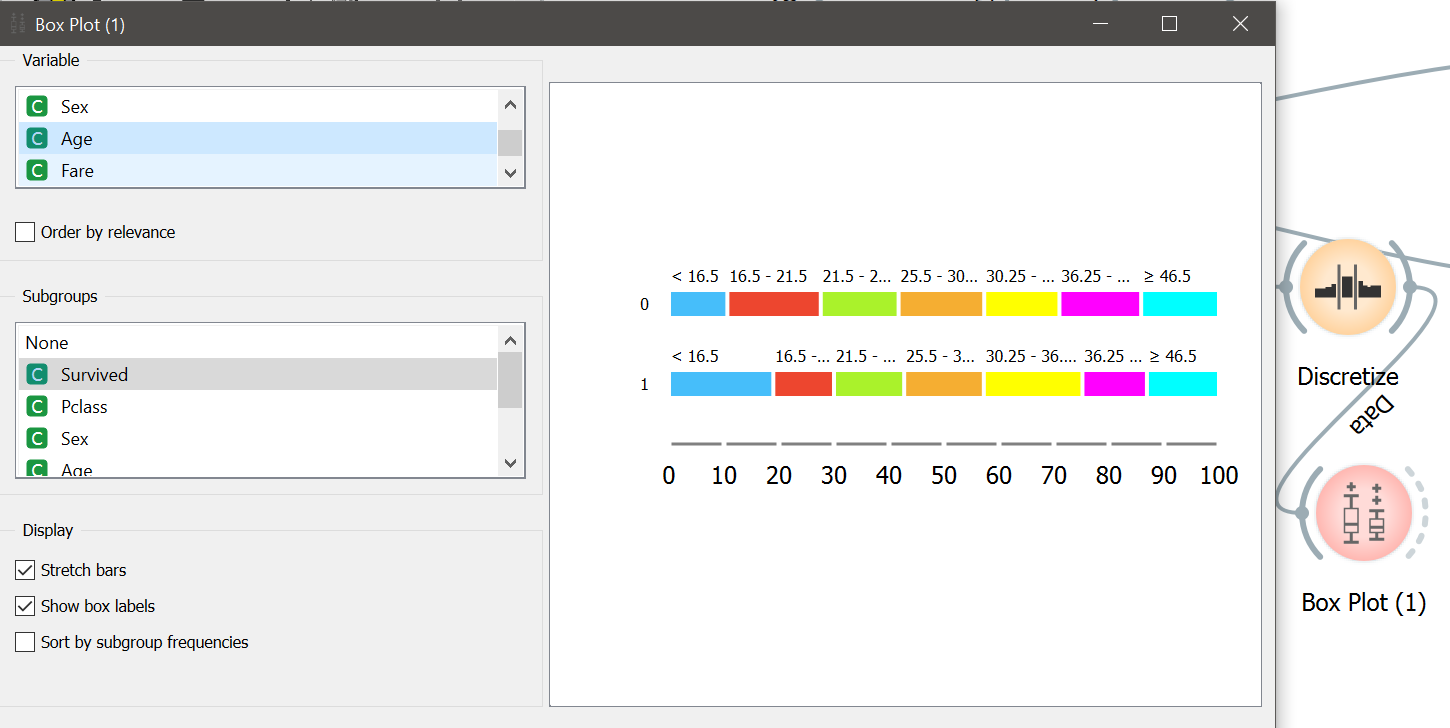 Box Plot (1)
Variable
C Sex
C Age
C Fare
Order by relevance
Subgroups
None
C Survived
C Pclass
C Sex
C Age
Display
Stretch bars
Show box labels
Sort by subgroup frequencies
< 16.5 16.5 - 21.5 21.5 - 2... 25.5 - 30... 30.25 - ... 36.25 - ... ≥ 46.5
0
< 16.5 16.5 -... 21.5 - ... 25.5 - 3... 30.25 - 36.... 36.25 ... ≥ 46.5
1
0 10 20 30 40 50 60 70 80 90 100
Discretize
Data
Box Plot (1)